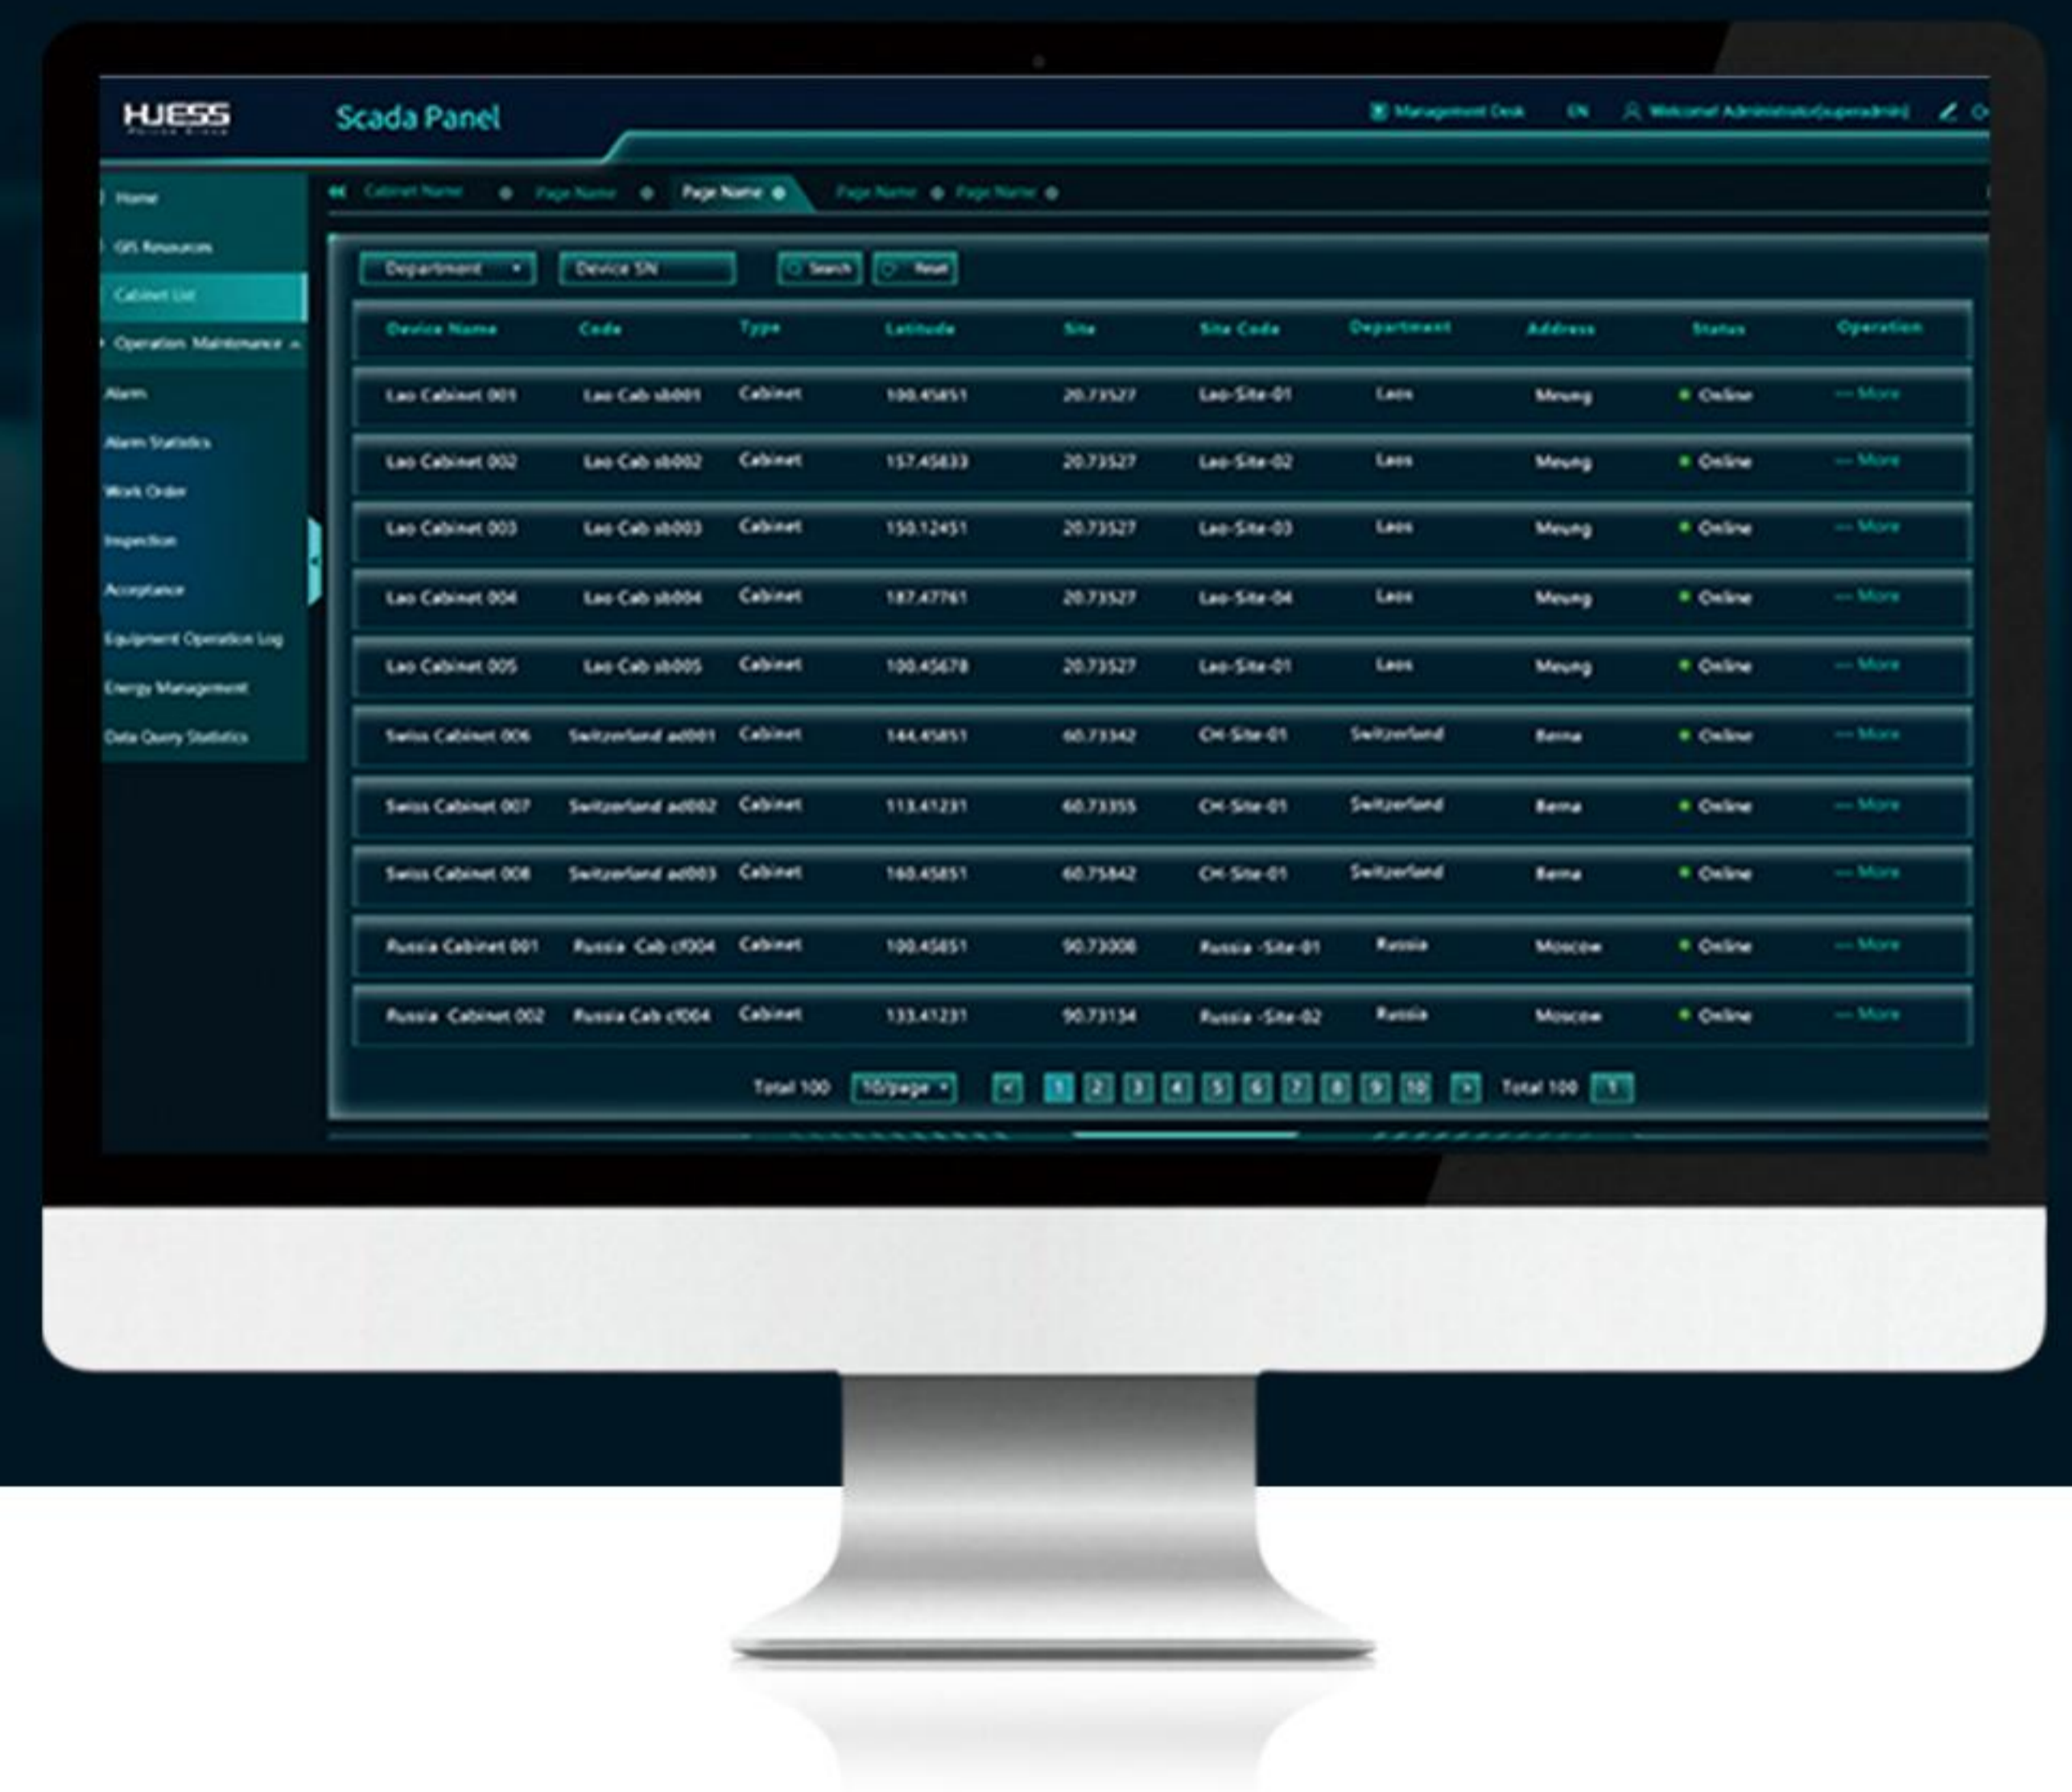 HJESS
Scada Panel
Management Desk EN Welcome! Administrator[superadmin]
Home
GIS Resources
Cabinet List
Operation Maintenance
Alarm
Alarm Statistics
Work Order
Inspection
Acceptance
Equipment Operation Log
Energy Management
Data Query Statistics
Cabinet Name Page Name Page Name Page Name Page Name
Department Device SN Search Reset
Device Name Code Type Latitude Site Site Code Department Address Status Operation
Lao Cabinet 001 Lao Cab sb001 Cabinet 100.45851 20.73527 Lao-Site-01 Laos Meung Online More
Lao Cabinet 002 Lao Cab sb002 Cabinet 157.45833 20.73527 Lao-Site-02 Laos Meung Online More
Lao Cabinet 003 Lao Cab sb003 Cabinet 150.12451 20.73527 Lao-Site-03 Laos Meung Online More
Lao Cabinet 004 Lao Cab sb004 Cabinet 187.47761 20.73527 Lao-Site-04 Laos Meung Online More
Lao Cabinet 005 Lao Cab sb005 Cabinet 100.45678 20.73527 Lao-Site-01 Laos Meung Online More
Swiss Cabinet 006 Switzerland ad001 Cabinet 144.45851 60.73342 CH-Site-01 Switzerland Berna Online More
Swiss Cabinet 007 Switzerland ad002 Cabinet 113.41231 60.73355 CH-Site-01 Switzerland Berna Online More
Swiss Cabinet 008 Switzerland ad003 Cabinet 160.45851 60.75842 CH-Site-01 Switzerland Berna Online More
Russia Cabinet 001 Russia Cab cf004 Cabinet 100.45851 90.73008 Russia -Site-01 Russia Moscow Online More
Russia Cabinet 002 Russia Cab cf004 Cabinet 133.41231 90.73134 Russia -Site-02 Russia Moscow Online More
Total 100 10/page < 1 2 3 4 5 6 7 8 9 10 > Total 100 1